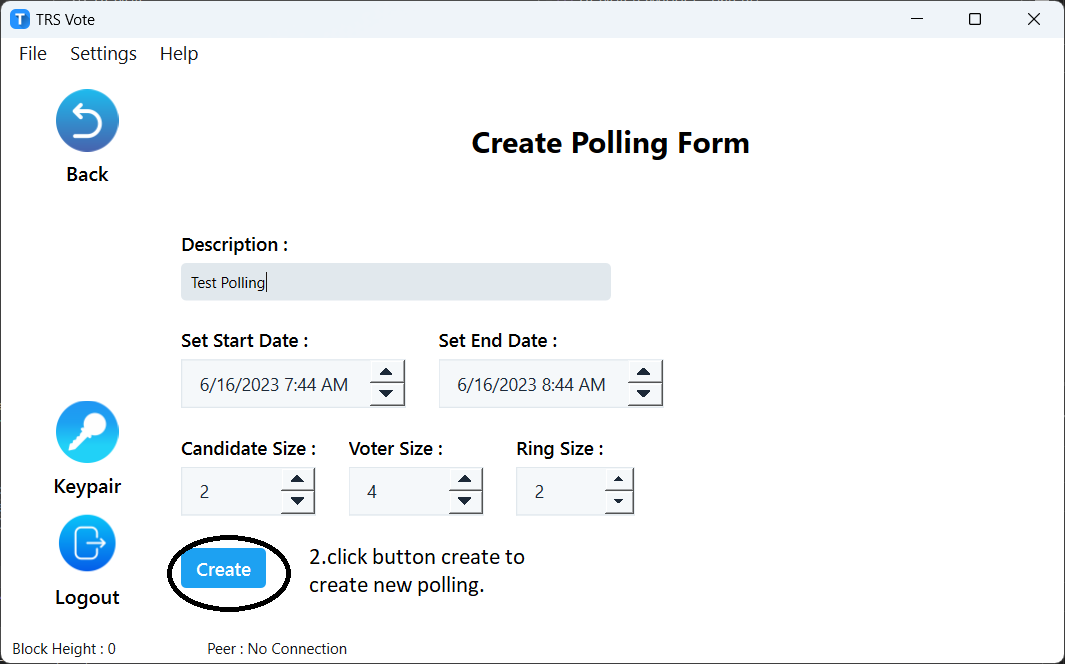 T TRS Vote
File Settings Help
Back
Create Polling Form
Description :
Test Polling
Set Start Date : Set End Date :
6/16/2023 7:44 AM 6/16/2023 8:44 AM
Candidate Size : Voter Size : Ring Size :
2 4 2
Keypair
Create
2.click button create to
create new polling.
Logout
Block Height : 0 Peer : No Connection